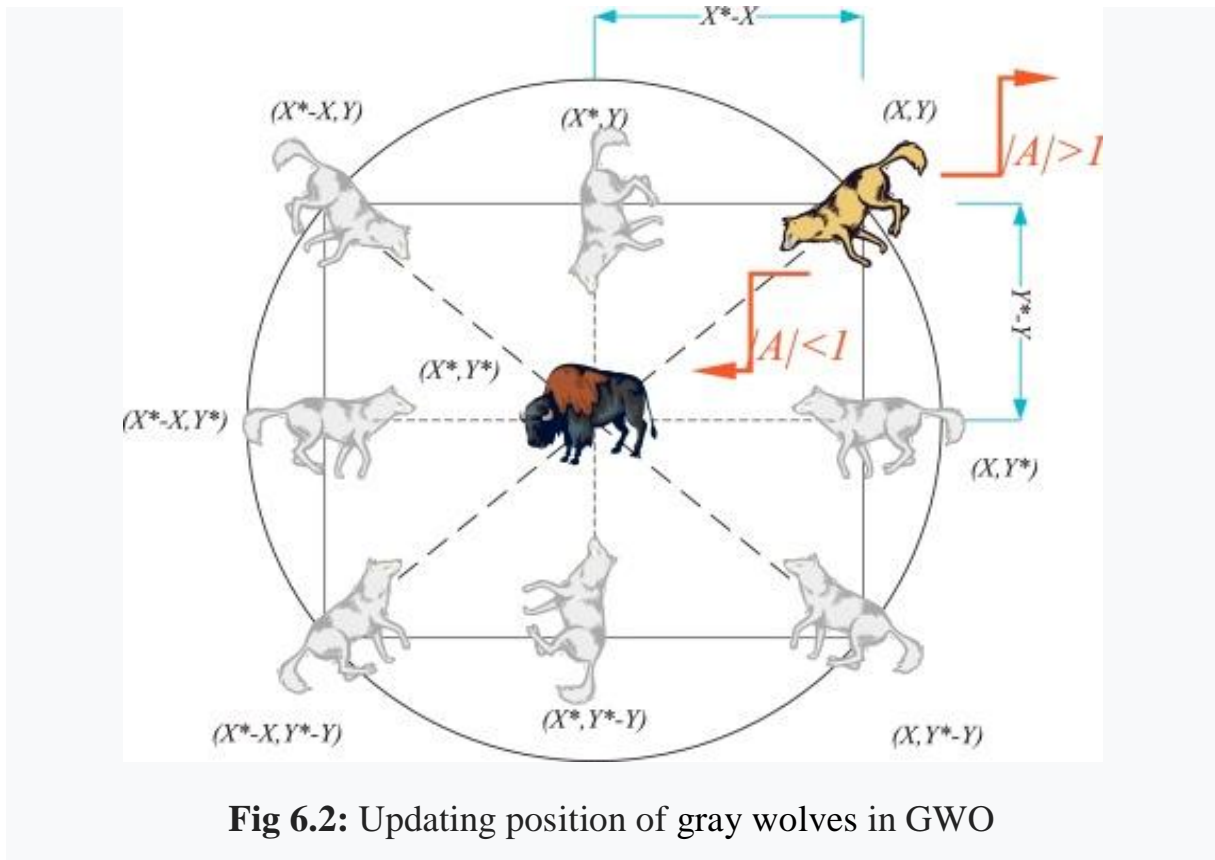 X*-X
(X*-X,Y)
(X*,Y)
(X,Y)
|A|>1
Y*-Y
|A|<1
(X*,Y*)
(X*-X,Y*)
(X,Y*)
(X*-X,Y*-Y)
(X*,Y*-Y)
(X,Y*-Y)
Fig 6.2: Updating position of gray wolves in GWO